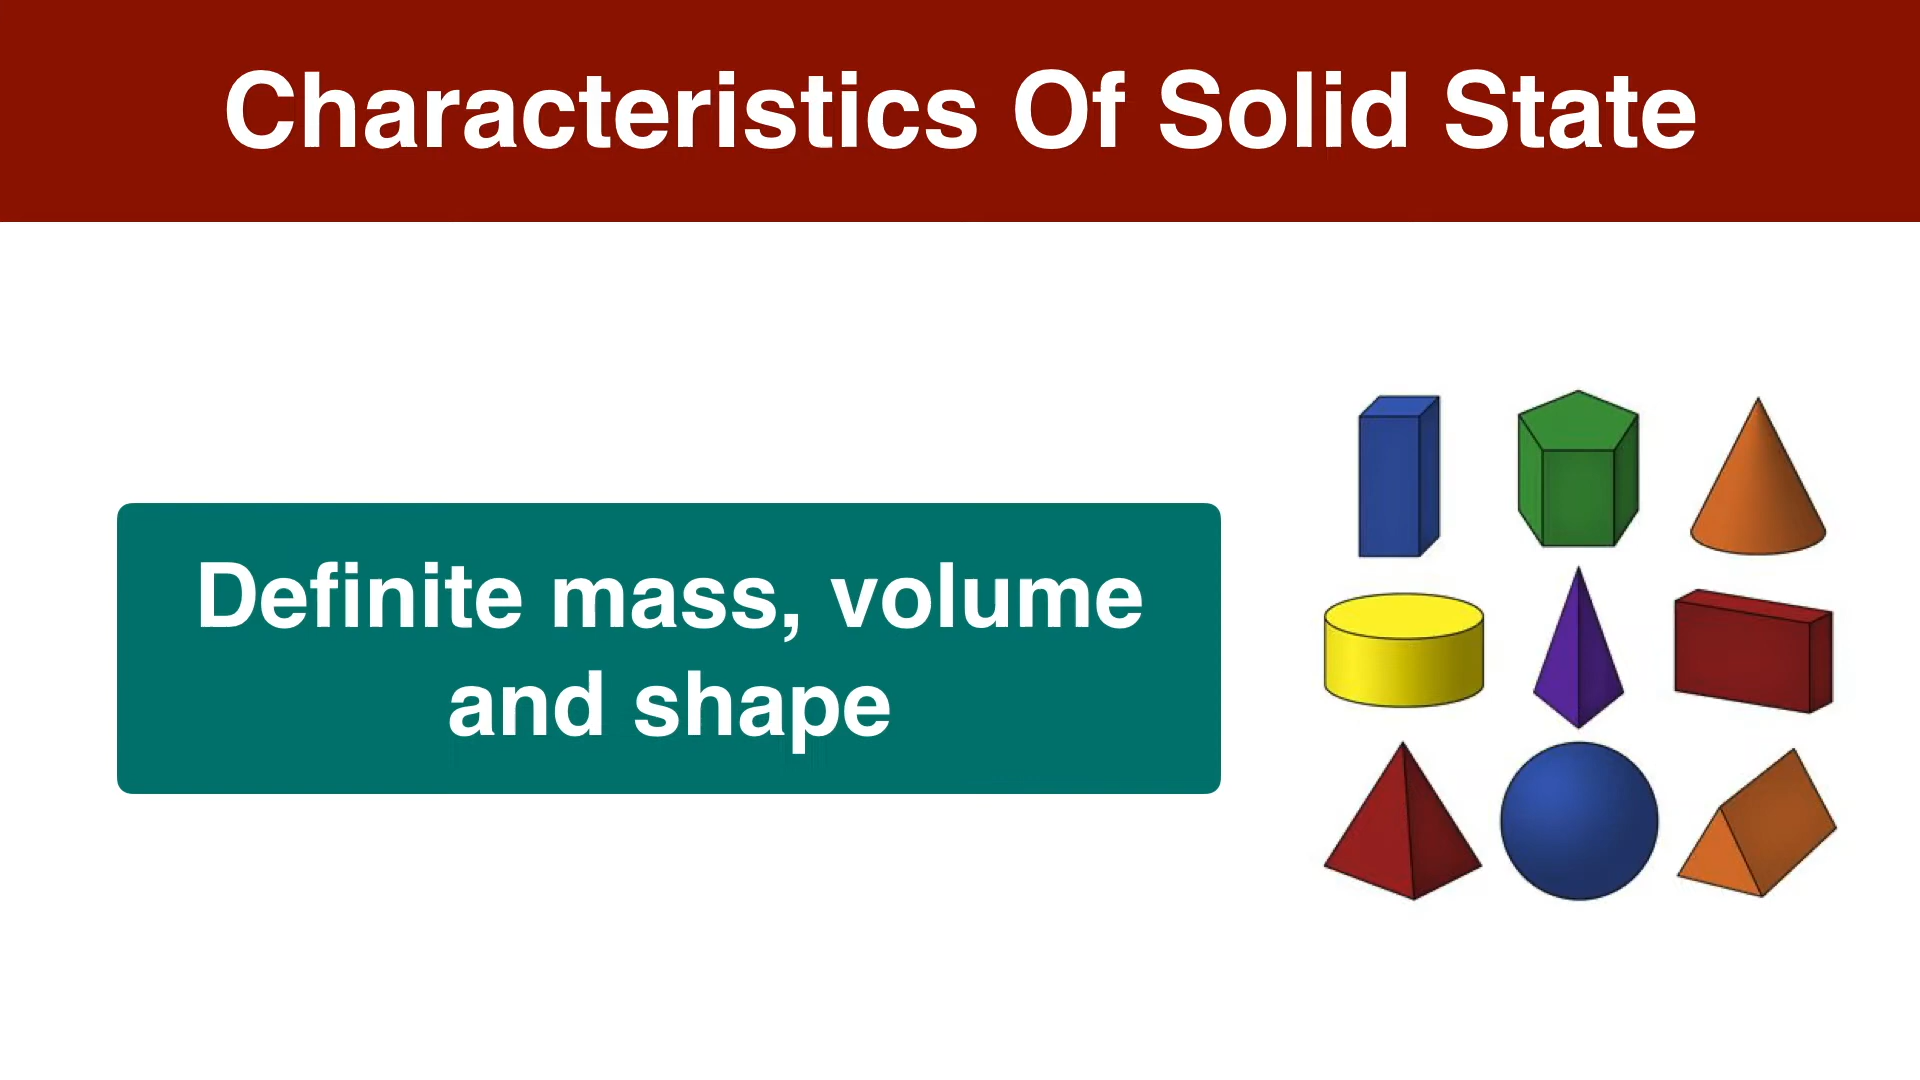 Characteristics Of Solid State
Definite mass, volume
and shape